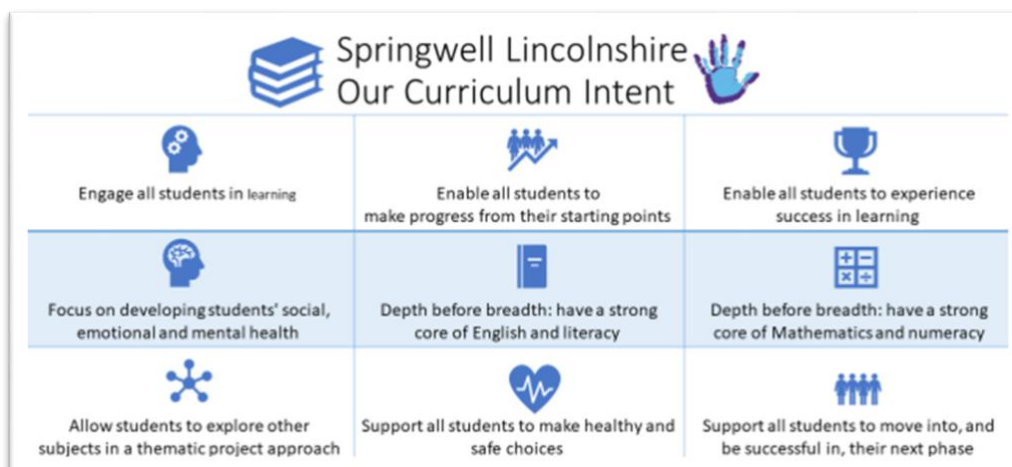 Springwell Lincolnshire
Our Curriculum Intent
Engage all students in learning
Enable all students to
make progress from their starting points
Enable all students to experience
success in learning
Focus on developing students' social,
emotional and mental health
Depth before breadth: have a strong
core of English and literacy
Depth before breadth: have a strong
core of Mathematics and numeracy
Allow students to explore other
subjects in a thematic project approach
Support all students to make healthy and
safe choices
Support all students to move into, and
be successful in, their next phase